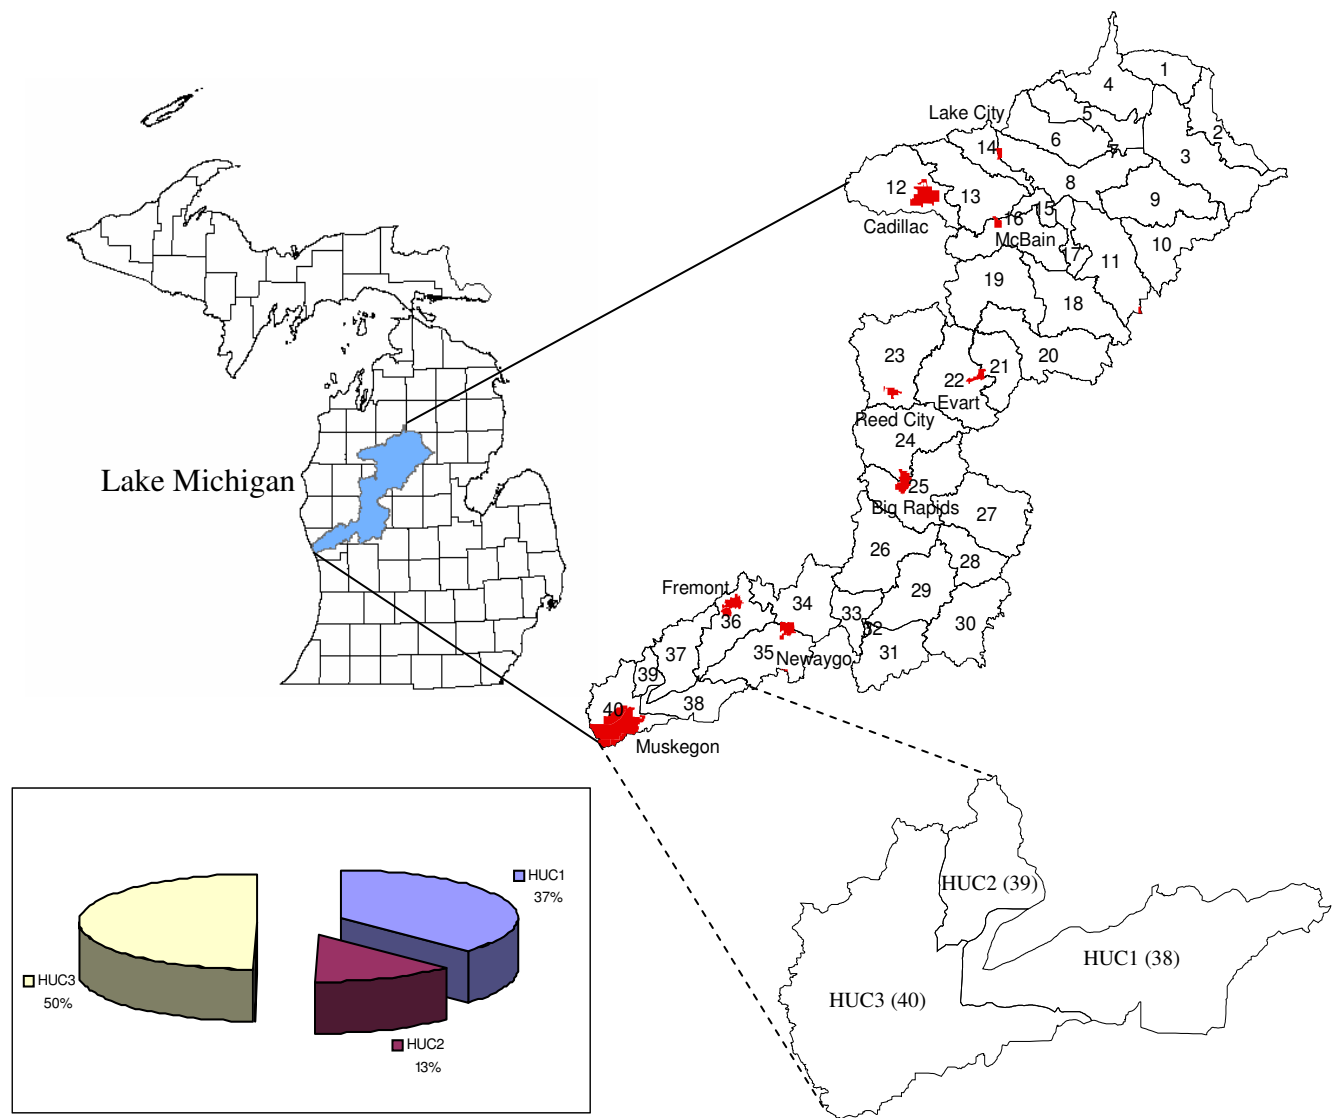 1
4
2
5
Lake City
6
14
7
3
8
12
13
9
15
16
Cadillac
McBain
10
17
11
19
18
23
20
21
22
Evart
Reed City
24
Lake Michigan
25
Big Rapids
27
26
28
29
Fremont
34
33
36
32
30
35
Newaygo
31
37
39
38
40
Muskegon
HUC1
37%
HUC2 (39)
HUC1 (38)
HUC3
50%
HUC3 (40)
HUC2
13%